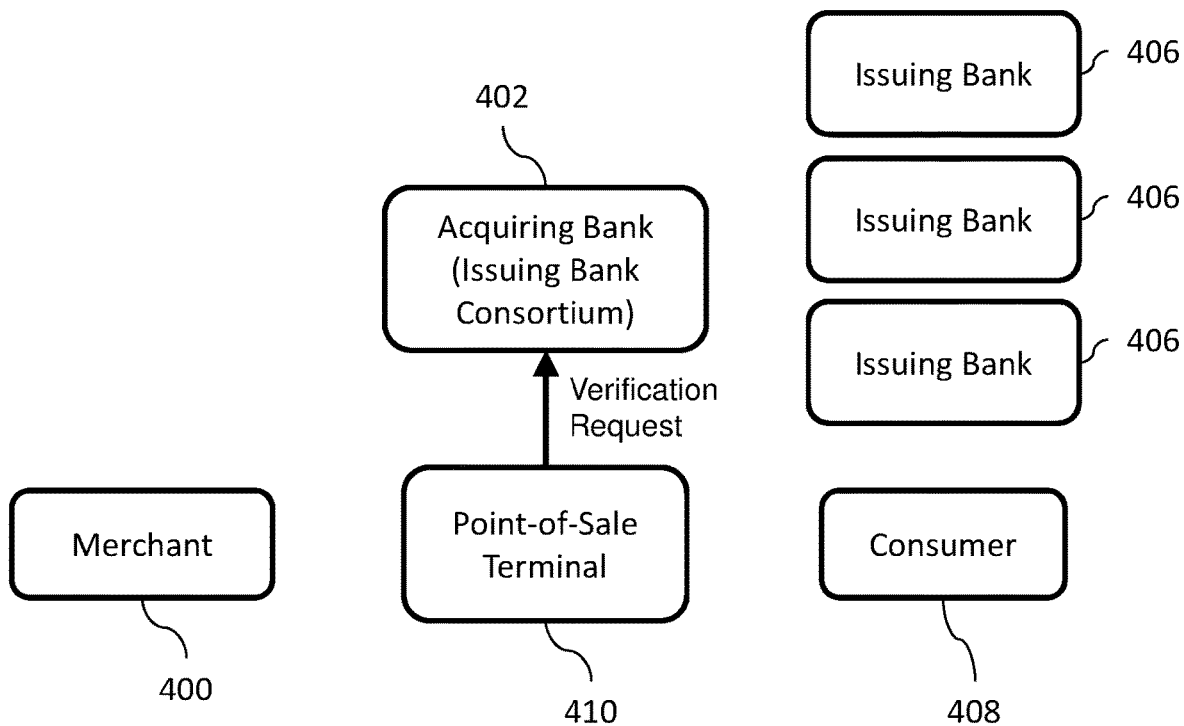 Issuing Bank
406
402
Issuing Bank
406
Acquiring Bank
(Issuing Bank
Consortium)
Issuing Bank
406
Verification
Request
Merchant
Point-of-Sale
Terminal
Consumer
400
410
408